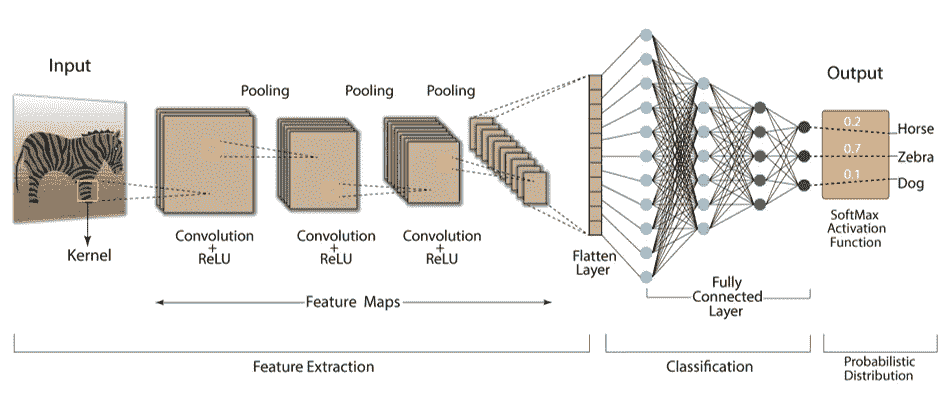 Input
Kernel
Pooling
Pooling
Pooling
Convolution
+
ReLU
Convolution
+
ReLU
Convolution
+
ReLU
Feature Maps
Flatten
Layer
Fully
Connected
Layer
Output
0.2
Horse
0.7
Zebra
0.1
Dog
SoftMax
Activation
Function
Feature Extraction
Classification
Probabilistic
Distribution